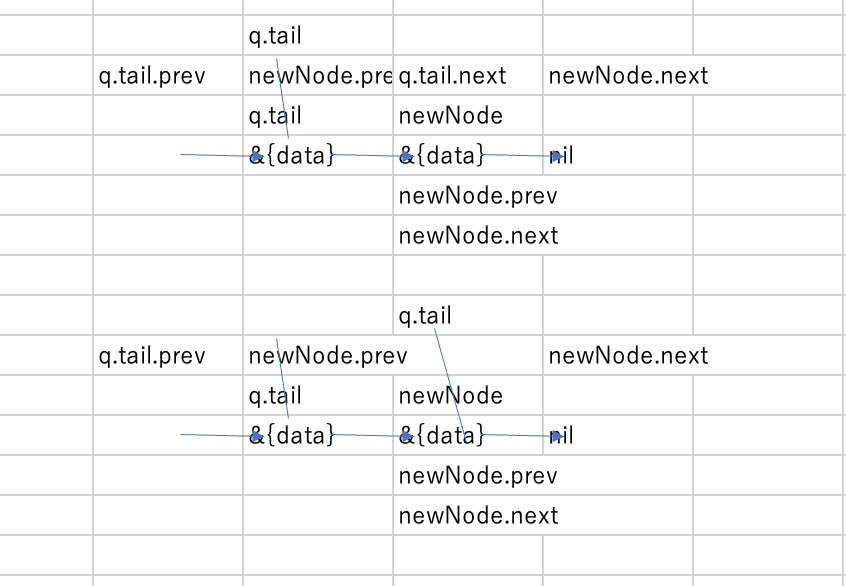 q.tail
q.tail.prev newNode.pre q.tail.next newNode.next
q.tail newNode
&{data} &{data} nil
newNode.prev
newNode.next
q.tail
q.tail.prev newNode.prev newNode.next
q.tail newNode
&{data} &{data} nil
newNode.prev
newNode.next